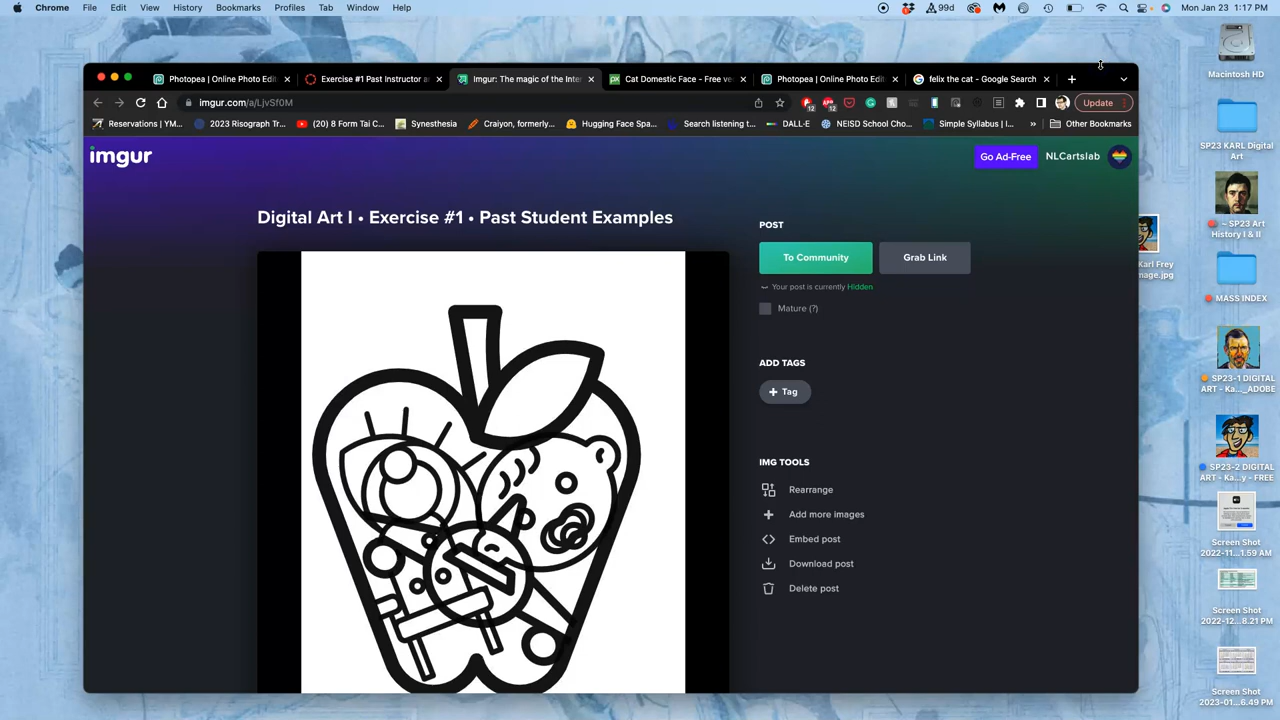 Chrome File Edit View History Bookmarks Profiles Tab Window Help
99d Mon Jan 23 1:17 PM
Photopea | Online Photo Edit
Exercise #1 Past Instructor a
Imgur: The magic of the Inte
Cat Domestic Face - Free ve
Photopea | Online Photo Edit
felix the cat - Google Search
imgur.com/a/LjvSf0M
12
12
Update
Reservations | YM...
2023 Risograph Tr...
(20) 8 Form Tai C...
Synesthesia
Craiyon, formerly...
Hugging Face Spa...
Search listening t...
DALL·E
NEISD School Cho...
Simple Syllabus | I...
Other Bookmarks
imgur
Go Ad-Free
NLCartslab
Digital Art I • Exercise #1 • Past Student Examples
POST
To Community
Grab Link
Your post is currently Hidden
Mature (?)
ADD TAGS
+ Tag
IMG TOOLS
Rearrange
Add more images
Embed post
Download post
Delete post
Macintosh HD
SP23 KARL Digital
Art
~ SP23 Art
History I & II
Karl Frey
mage.jpg
MASS INDEX
SP23-1 DIGITAL
ART - Ka..._ADOBE
SP23-2 DIGITAL
ART - Ka...y - FREE
Screen Shot
2022-11...1.59 AM
Screen Shot
2022-12...8.21 PM
Screen Shot
2023-01...6.49 PM